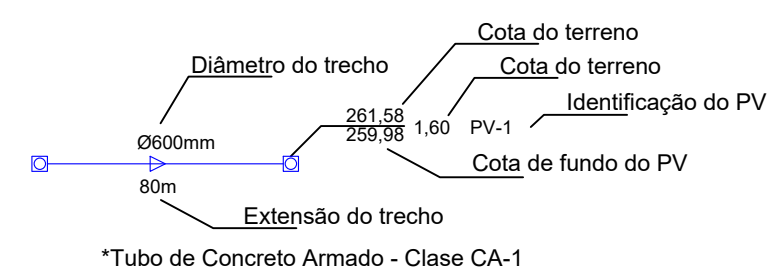 Cota do terreno
Diâmetro do trecho
Cota do terreno
Identificação do PV
261,58
259,98
1,60
PV-1
Ø600mm
Cota de fundo do PV
80m
Extensão do trecho
*Tubo de Concreto Armado - Clase CA-1